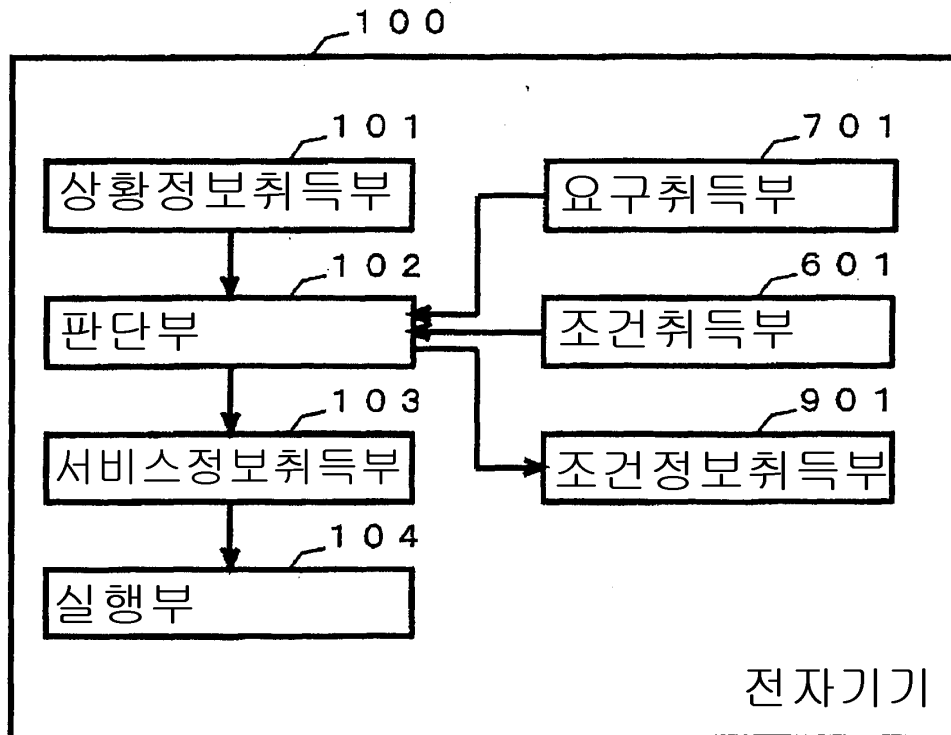 100
101
상황정보취득부
102
판단부
103
서비스정보취득부
104
실행부
701
요구취득부
601
조건취득부
901
조건정보취득부
전자기기